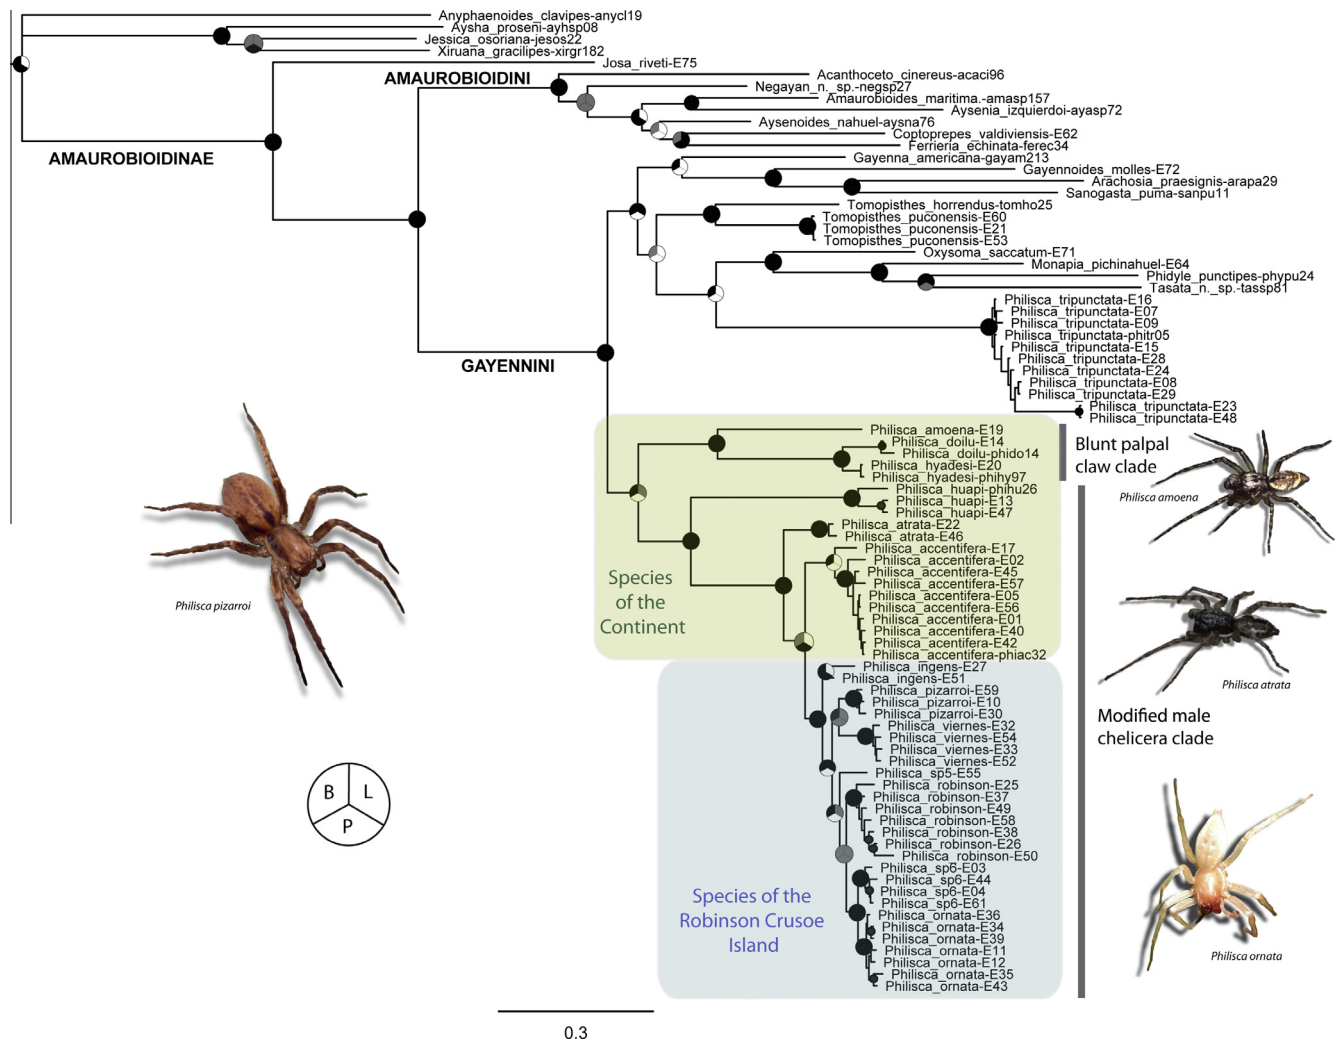 Anyphaenoides_clavipes-anycl19
Aysha_proseni-ayhsp08
Jessica_osoriana-jesos22
Xiruana_gracilipes-xirgr182
Josa_riveti-E75
AMAUROBIOIDINI
Acanthoceto_cinereus-acaci96
Negayan_n._sp.-negsp27
Amaurobioides_maritima.-amasp157
Aysenia_izquierdoi-ayasp72
Aysenoides_nahuel-aysna76
Coptoprepes_valdiviensis-E62
Ferrieria_echinata-ferec34
AMAUROBIOIDINAE
Gayenna_americana-gayam213
Gayennoides_molles-E72
Arachosia_praesignis-arapa29
Sanogasta_puma-sanpu11
Tomopisthes_horrendus-tomho25
Tomopisthes_puconensis-E60
Tomopisthes_puconensis-E21
Tomopisthes_puconensis-E53
Oxysoma_saccatum-E71
Monapia_pichinahuel-E64
Phidyle_punctipes-phypu24
Tasata_n._sp.-tassp81
Philisca_tripunctata-E16
Philisca_tripunctata-E07
Philisca_tripunctata-E09
Philisca_tripunctata-phitr05
Philisca_tripunctata-E15
Philisca_tripunctata-E28
Philisca_tripunctata-E24
Philisca_tripunctata-E08
Philisca_tripunctata-E29
Philisca_tripunctata-E23
Philisca_tripunctata-E48
GAYENNINI
Philisca_amoena-E19
Philisca_doilu-E14
Philisca_doilu-phido14
Philisca_hyadesi-E20
Philisca_hyadesi-phihy97
Philisca_huapi-phihu26
Philisca_huapi-E13
Philisca_huapi-E47
Philisca_atrata-E22
Philisca_atrata-E46
Philisca_accentifera-E17
Philisca_accentifera-E02
Philisca_accentifera-E45
Philisca_accentifera-E57
Philisca_accentifera-E05
Philisca_accentifera-E56
Philisca_accentifera-E01
Philisca_accentifera-E40
Philisca_accentifera-E42
Philisca_accentifera-phiac32
Species
of the
Continent
Philisca_ingens-E27
Philisca_ingens-E51
Philisca_pizarroi-E59
Philisca_pizarroi-E10
Philisca_pizarroi-E30
Philisca_viernes-E32
Philisca_viernes-E54
Philisca_viernes-E33
Philisca_viernes-E52
Philisca_sp5-E55
Philisca_robinson-E25
Philisca_robinson-E37
Philisca_robinson-E49
Philisca_robinson-E58
Philisca_robinson-E38
Philisca_robinson-E26
Philisca_robinson-E50
Philisca_sp6-E03
Philisca_sp6-E44
Philisca_sp6-E04
Philisca_sp6-E61
Philisca_ornata-E36
Philisca_ornata-E34
Philisca_ornata-E39
Philisca_ornata-E11
Philisca_ornata-E12
Philisca_ornata-E35
Philisca_ornata-E43
Species of the
Robinson Crusoe
Island
Blunt palpal
claw clade
Philisca amoena
Philisca atrata
Modified male
chelicera clade
Philisca ornata
Philisca pizarroi
B L
P
0.3